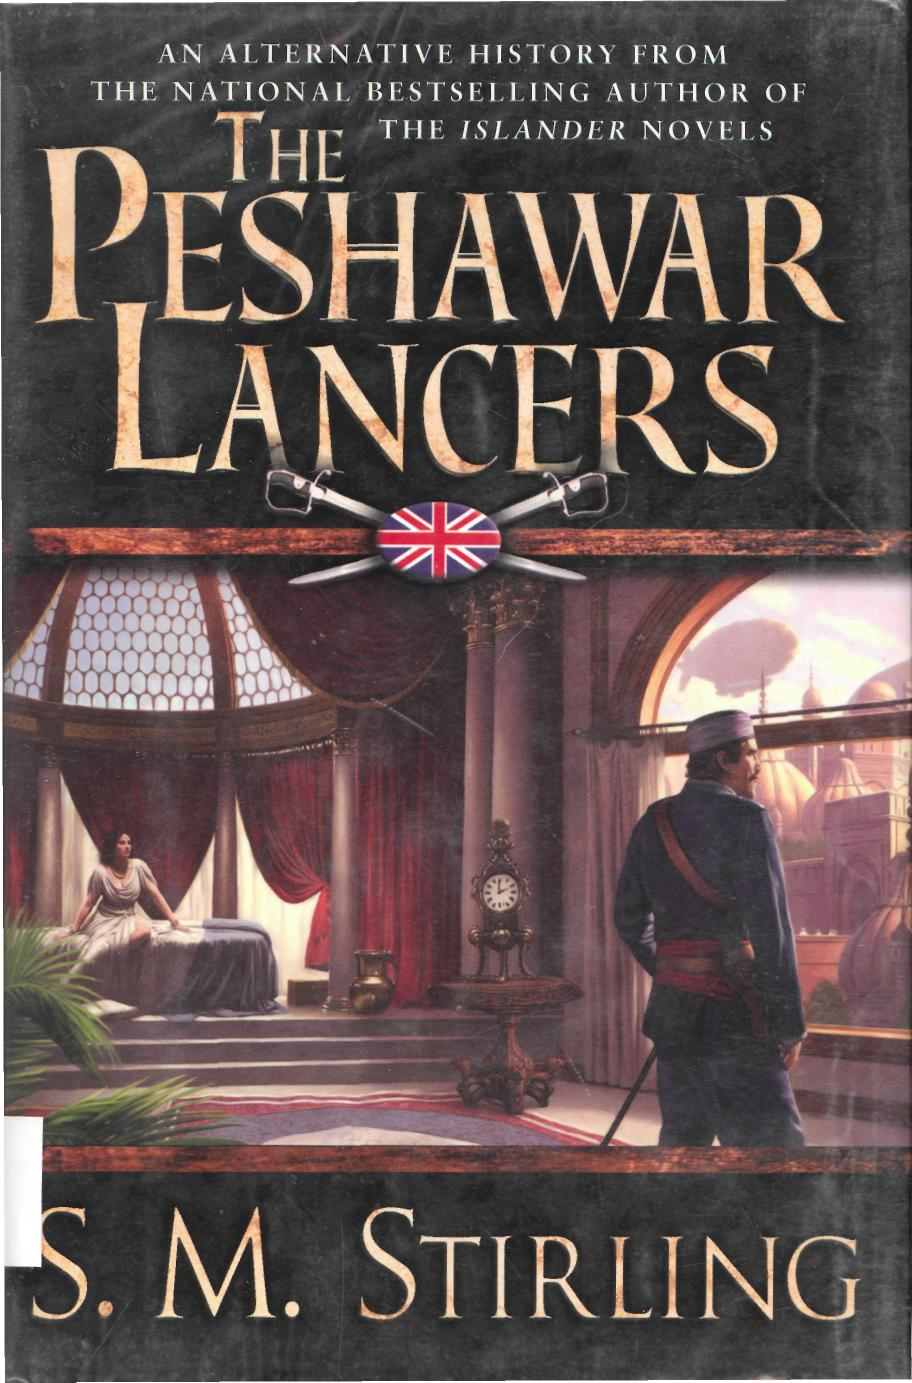 AN ALTERNATIVE HISTORY FROM
THE NATIONAL BESTSELLING AUTHOR OF
THE ISLANDER NOVELS
THE
PESHAWAR
LANCERS
S. M. STIRLING